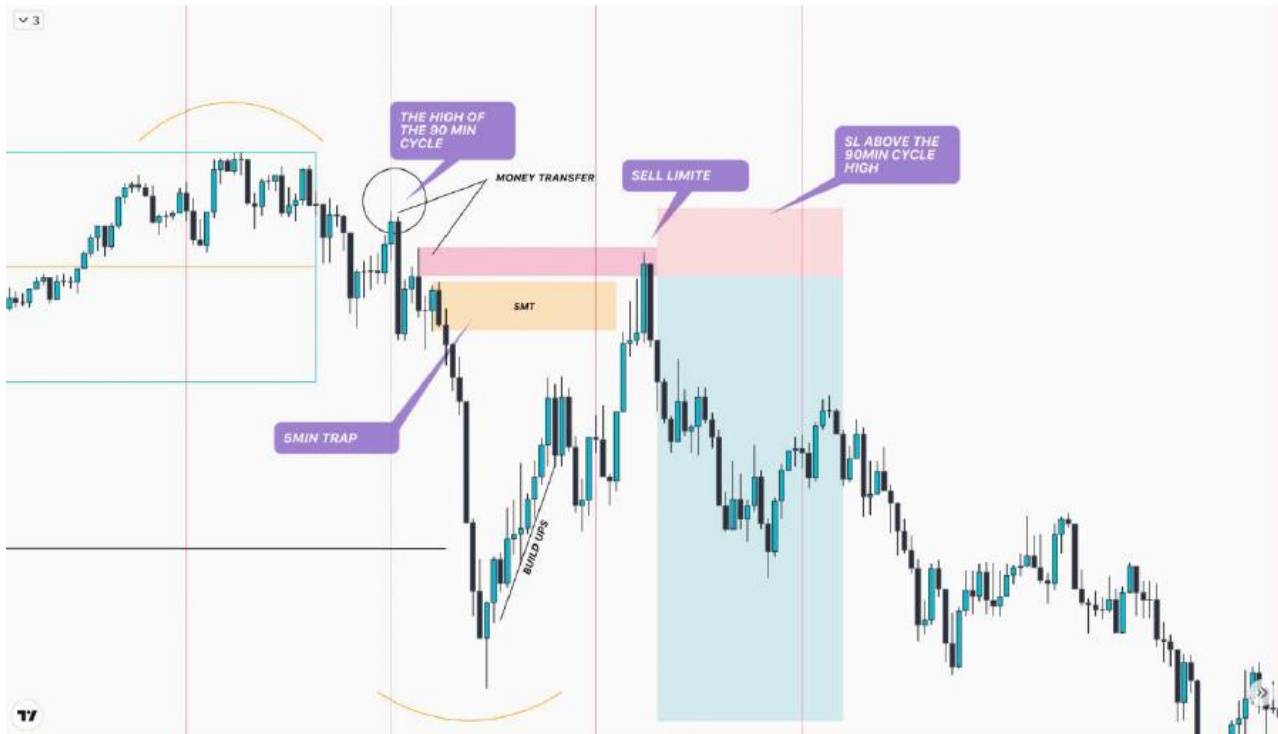 3
THE HIGH OF
THE 90 MIN
CYCLE
MONEY TRANSFER
SELL LIMITE
SL ABOVE THE
90MIN CYCLE
HIGH
SMT
5MIN TRAP
BUILD UPS